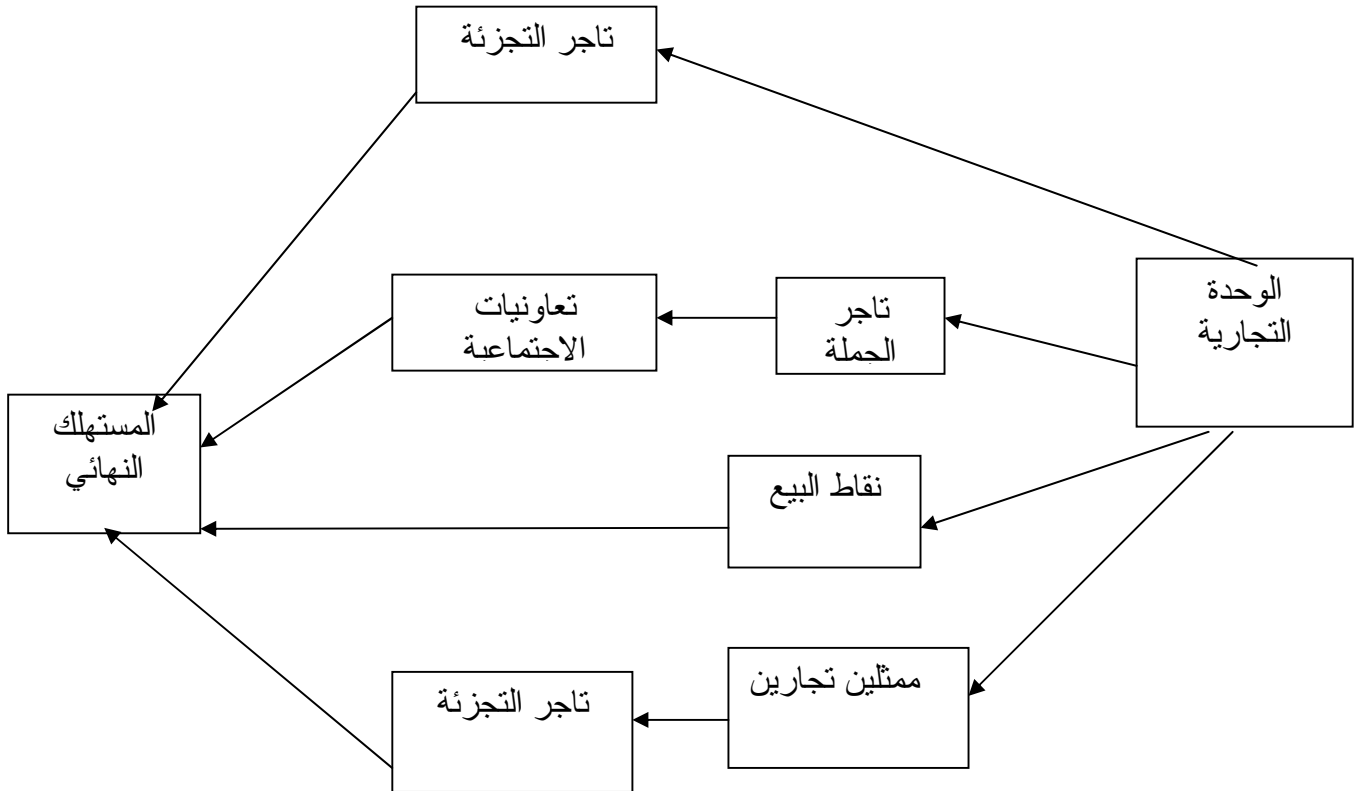 تاجر التجزئة
الوحدة
التجارية
تاجر
الجملة
تعاونيات
الاجتماعية
المستهلك
النهائي
نقاط البيع
ممثلين تجارين
تاجر التجزئة